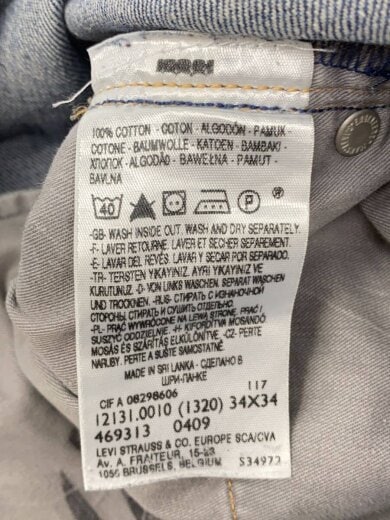 100% COTTON - COTON - ALGODÓN - PAMUK -
COTONE - BAUMWOLLE - KATOEN - BAMBAKI -
ХЛОПОК - ALGODÃO - BAWEŁNA - PAMUT -
BAVLNA
40 P ®
-GB- WASH INSIDE OUT. WASH AND DRY SEPARATELY.
-F- LAVER RETOURNE. LAVER ET SECHER SEPAREMENT.
-E- LAVAR DEL REVÉS. LAVAR Y SECAR POR SEPARADO.
-TR- TERSTEN YIKAYINIZ. AYRI YIKAYINIZ VE
KURUTUNUZ. -D- VON LINKS WASCHEN. SEPARAT WASCHEN
UND TROCKNEN. -RUS- СТИРАТЬ С ИЗНАНОЧНОЙ
СТОРОНЫ. СТИРАТЬ И СУШИТЬ ОТДЕЛЬНО.
-PL- PRAĆ WYWRÓCONE NA LEWĄ STRONĘ. PRAĆ I
SUSZYĆ ODDZIELNIE. -H- KIFORDÍTVA MOSANDÓ
MOSÁS ÉS SZÁRÍTÁS ELKÜLÖNÍTVE. -CZ- PERTE
NARUBY. PERTE A SUŠTE SAMOSTATNĚ.
MADE IN SRI LANKA - СДЕЛАНО В
ШРИ-ЛАНКЕ
CIF A 08298606 117
12131.0010 (1320) 34X34
469313 0409
LEVI STRAUSS & CO. EUROPE SCA/CVA
Av. A. FRAITEUR, 15-23
1050 BRUSSELS, BELGIUM S34973